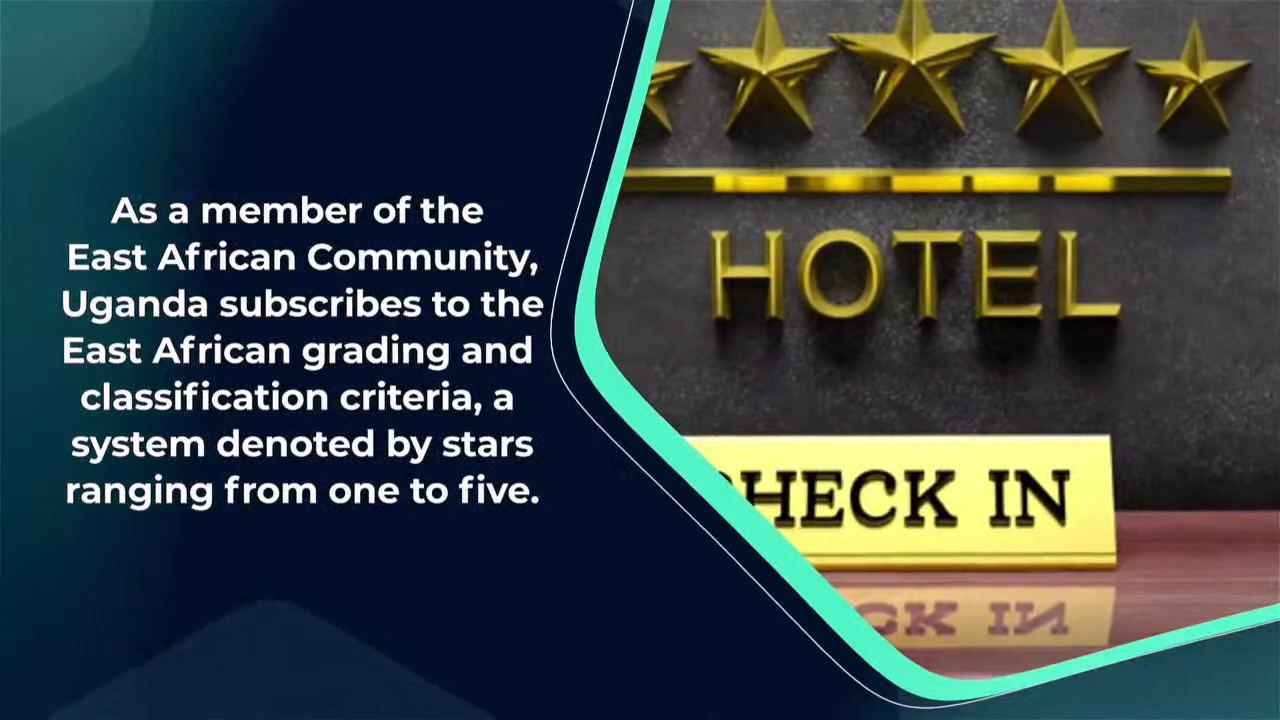 As a member of the
East African Community,
Uganda subscribes to the
East African grading and
classification criteria, a
system denoted by stars
ranging from one to five.
HOTEL
CHECK IN